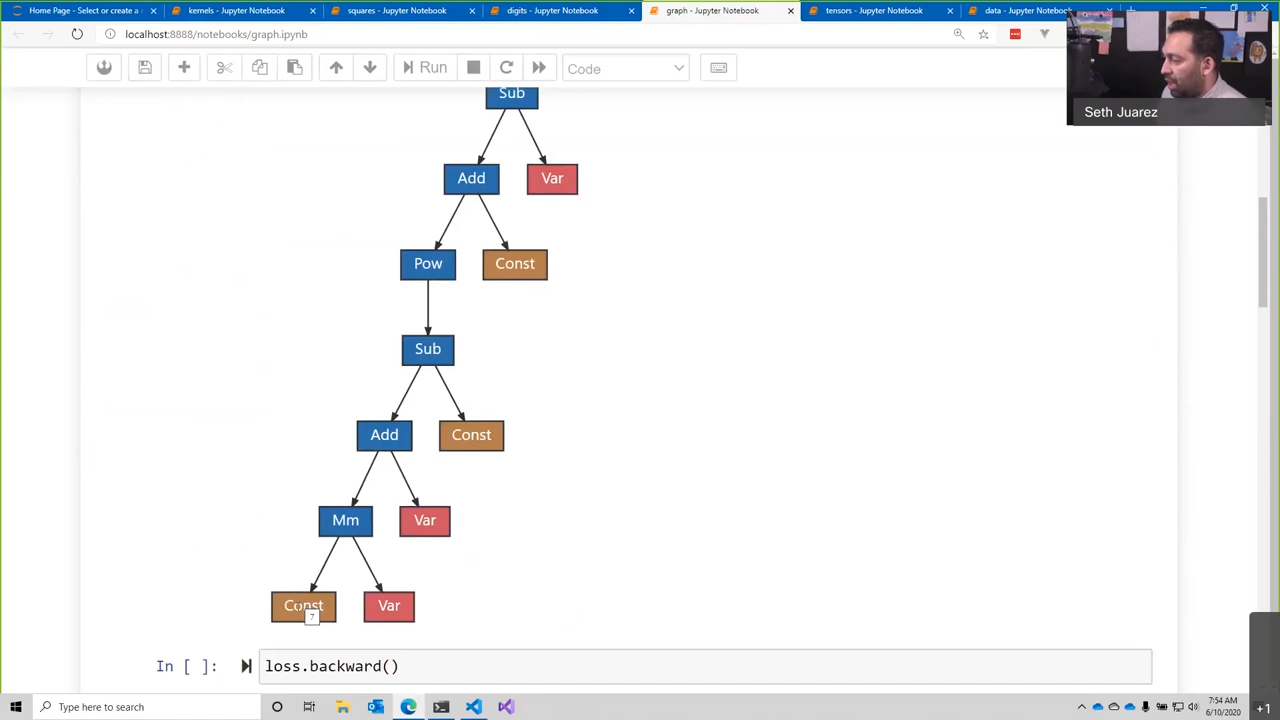 Home Page - Select or create a
kernels - Jupyter Notebook
squares - Jupyter Notebook
digits - Jupyter Notebook
graph - Jupyter Notebook
tensors - Jupyter Notebook
data - Jupyter Notebook
localhost:8888/notebooks/graph.ipynb
Run
Code
Seth Juarez
Sub
Add
Var
Pow
Const
Sub
Add
Const
Mm
Var
Const
Var
7
In [ ]:
loss.backward()
Type here to search
7:54 AM
6/10/2020
+1